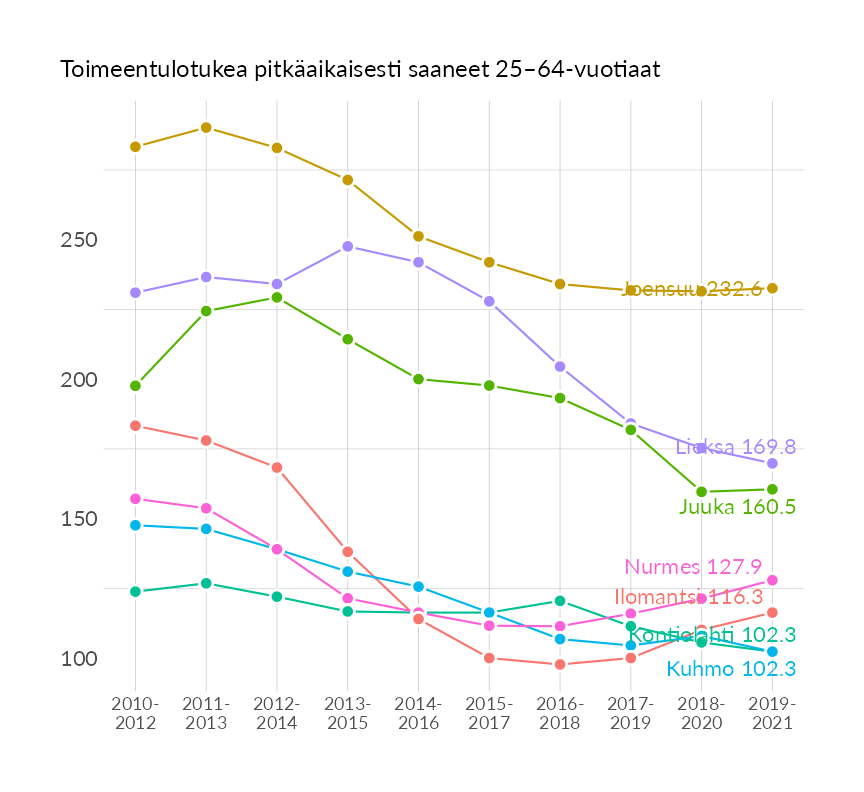 Toimeentulotukea pitkäaikaisesti saaneet 25–64-vuotiaat
250
200
150
100
Joensuu 232.6
Lieksa 169.8
Juuka 160.5
Nurmes 127.9
Ilomantsi 116.3
Kontiolahti 102.3
Kuhmo 102.3
2010- 2011- 2012- 2013- 2014- 2015- 2016- 2017- 2018- 2019-
2012 2013 2014 2015 2016 2017 2018 2019 2020 2021